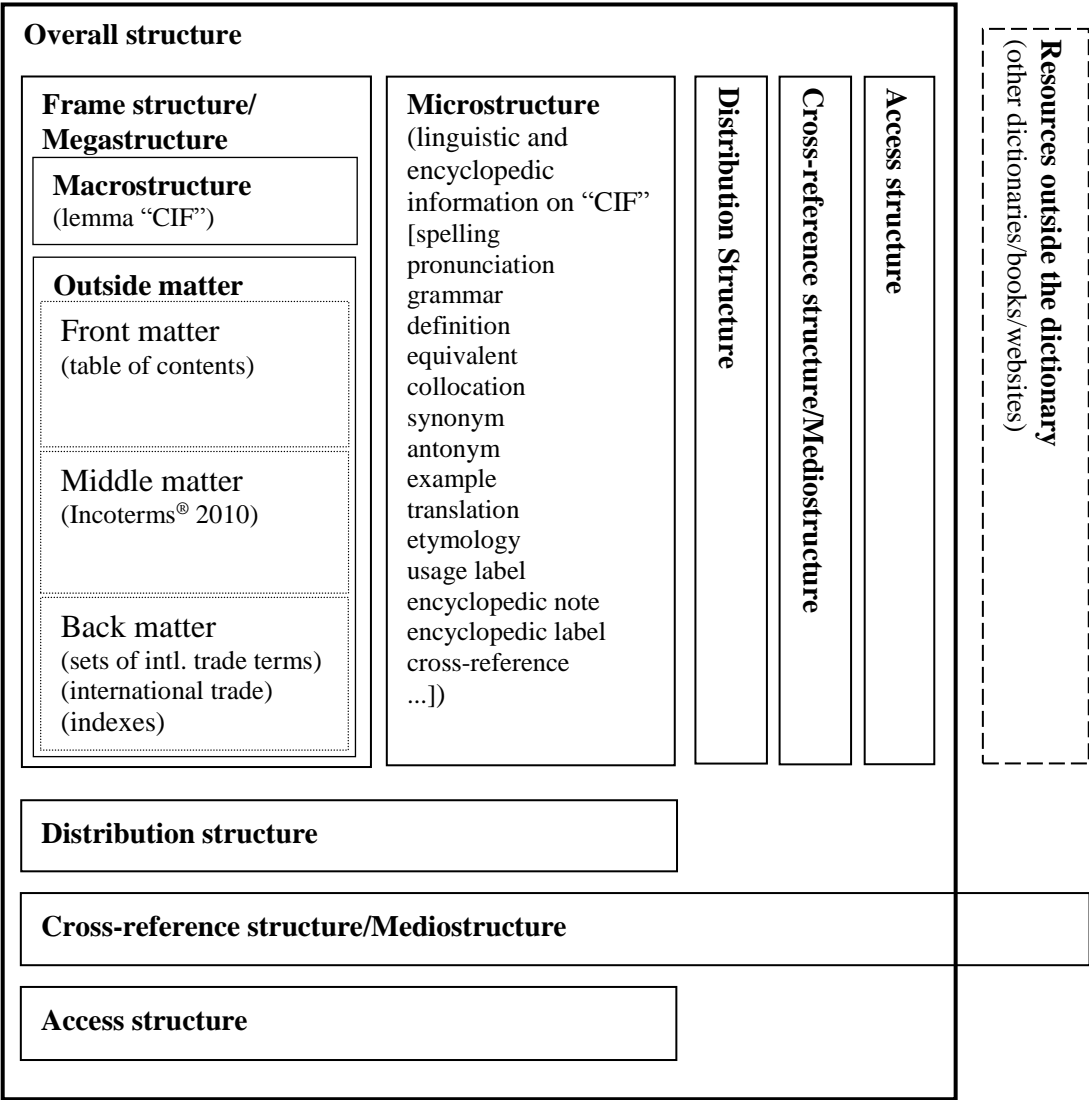 Overall structure
Frame structure/
Megastructure
Macrostructure
(lemma “CIF”)
Outside matter
Front matter
(table of contents)
Middle matter
(Incoterms® 2010)
Back matter
(sets of intl. trade terms)
(international trade)
(indexes)
Microstructure
(linguistic and
encyclopedic
information on “CIF”
[spelling
pronunciation
grammar
definition
equivalent
collocation
synonym
antonym
example
translation
etymology
usage label
encyclopedic note
encyclopedic label
cross-reference
...])
Distribution Structure
Cross-reference structure/Mediostructure
Access structure
Resources outside the dictionary
(other dictionaries/books/websites)
Distribution structure
Cross-reference structure/Mediostructure
Access structure